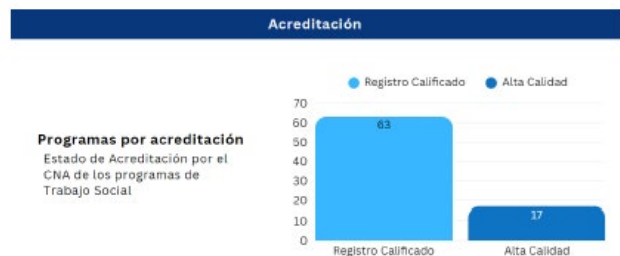 Acreditación
Registro Calificado
Alta Calidad
Programas por acreditación
Estado de Acreditación por el
CNA de los programas de
Trabajo Social
70
60
50
40
30
20
10
0
63
17
Registro Calificado
Alta Calidad